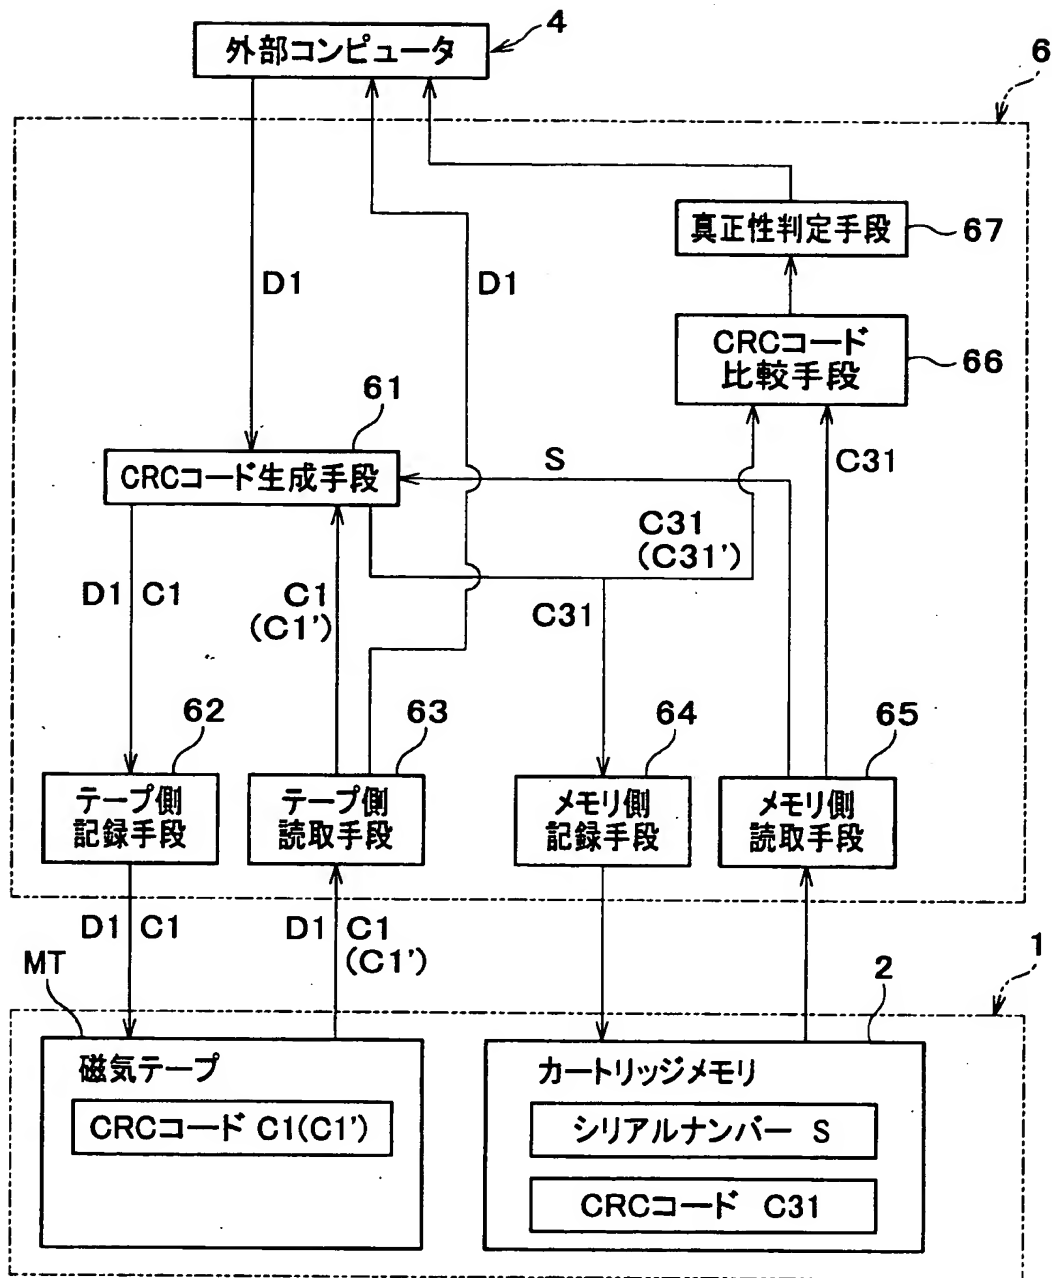 外部コンピュータ
4
6
真正性判定手段
67
D1
D1
CRCコード
比較手段
66
61
CRCコード生成手段
S
C31
C31
(C31')
D1
C1
C1
(C1')
C31
62
63
64
65
テープ側
記録手段
テープ側
読取手段
メモリ側
記録手段
メモリ側
読取手段
D1
C1
D1
C1
(C1')
MT
2
1
磁気テープ
CRCコード C1(C1')
カートリッジメモリ
シリアルナンバー S
CRCコード C31